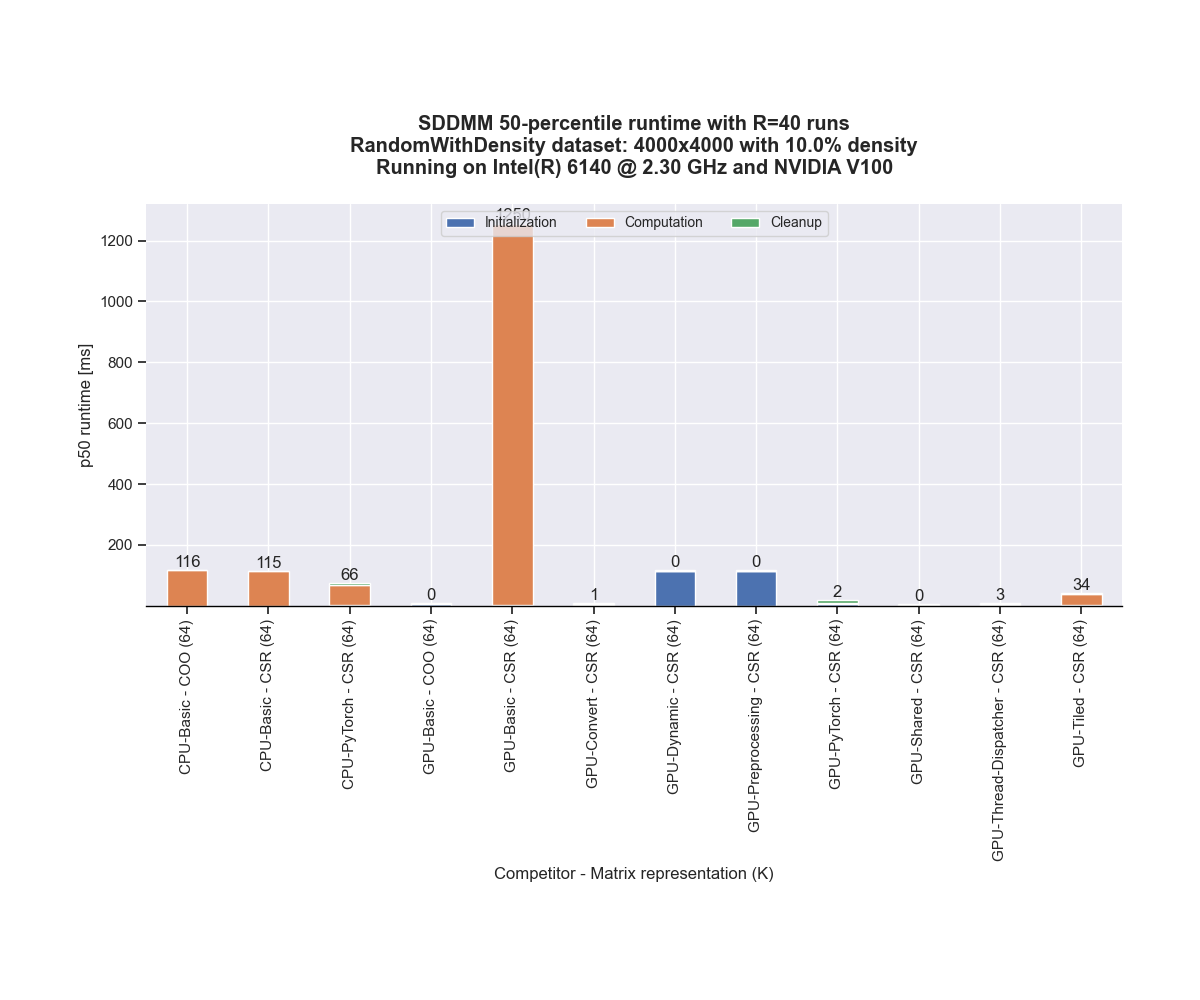 SDDMM 50-percentile runtime with R=40 runs
RandomWithDensity dataset: 4000x4000 with 10.0% density
Running on Intel(R) 6140 @ 2.30 GHz and NVIDIA V100
1250
Initialization Computation Cleanup
p50 runtime [ms]
1200
1000
800
600
400
200
116 115 66 0 1 0 0 2 0 3 34
CPU-Basic - COO (64)
CPU-Basic - CSR (64)
CPU-PyTorch - CSR (64)
GPU-Basic - COO (64)
GPU-Basic - CSR (64)
GPU-Convert - CSR (64)
GPU-Dynamic - CSR (64)
GPU-Preprocessing - CSR (64)
GPU-PyTorch - CSR (64)
GPU-Shared - CSR (64)
GPU-Thread-Dispatcher - CSR (64)
GPU-Tiled - CSR (64)
Competitor - Matrix representation (K)